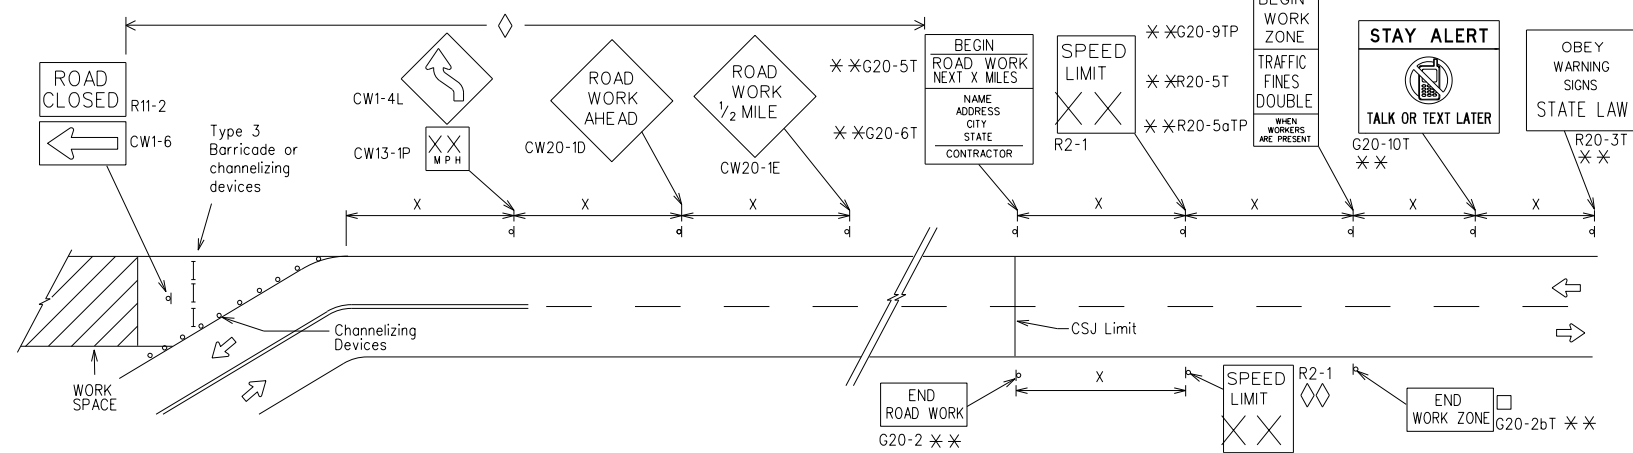 ROAD
CLOSED
R11-2
CW1-6
Type 3
Barricade or
channelizing
devices
CW1-4L
XX
MPH
CW13-1P
ROAD
WORK
AHEAD
CW20-1D
ROAD
WORK
1/2 MILE
CW20-1E
**G20-5T
**G20-6T
BEGIN
ROAD WORK
NEXT X MILES
NAME
ADDRESS
CITY
STATE
CONTRACTOR
SPEED
LIMIT
XX
R2-1
**G20-9TP
**R20-5T
**R20-5aTP
BEGIN
WORK
ZONE
TRAFFIC
FINES
DOUBLE
WHEN
WORKERS
ARE PRESENT
STAY ALERT
TALK OR TEXT LATER
G20-10T
**
OBEY
WARNING
SIGNS
STATE LAW
R20-3T
**
X
X
X
X
X
X
X
Channelizing
Devices
CSJ Limit
WORK
SPACE
END
ROAD WORK
G20-2 **
X
SPEED
LIMIT
XX
R2-1
END
WORK ZONE
G20-2bT **